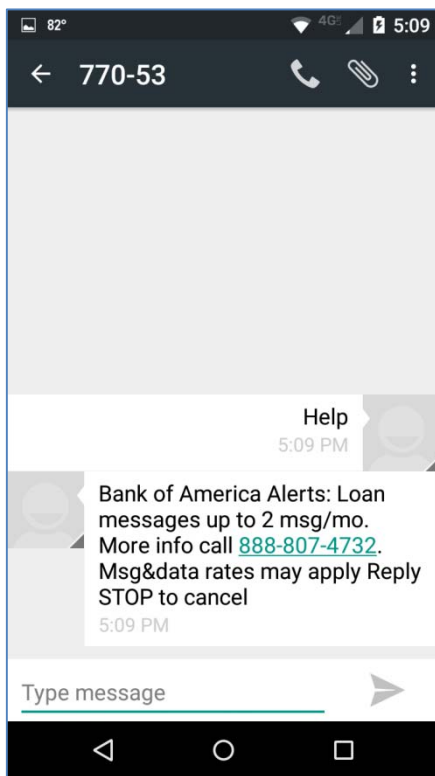 82°
4G
5:09
770-53
Help
5:09 PM
Bank of America Alerts: Loan
messages up to 2 msg/mo.
More info call 888-807-4732.
Msg&data rates may apply Reply
STOP to cancel
5:09 PM
Type message